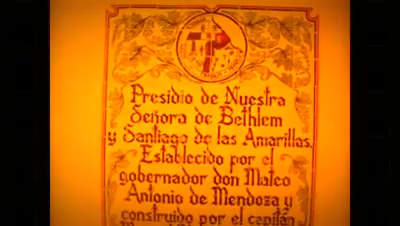 Presidio de Nuestra
Señora de Bethlem
y Santiago de las Amarillas.
Establecido por el
gobernador don Mateo
Antonio de Mendoza y
construido por el capitán